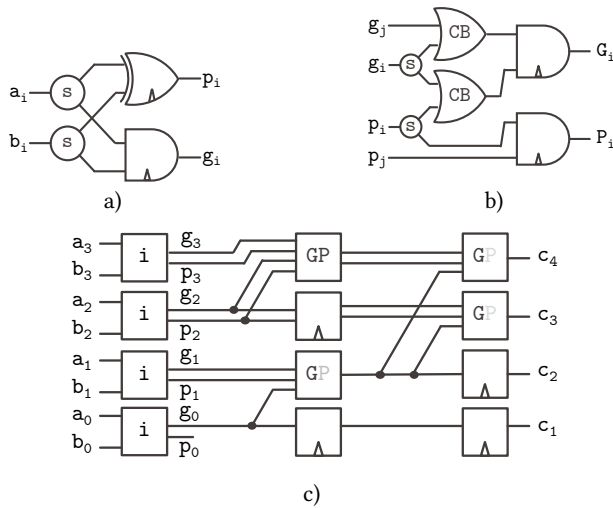 a_i
b_i
s
s
p_i
g_i
a)
g_j
g_i
p_i
p_j
s
s
CB
CB
G_i
P_i
b)
a_3
b_3
i
g_3
p_3
GP
GP
c_4
a_2
b_2
i
g_2
p_2
GP
c_3
a_1
b_1
i
g_1
p_1
GP
c_2
a_0
b_0
i
g_0
p_0
c_1
c)